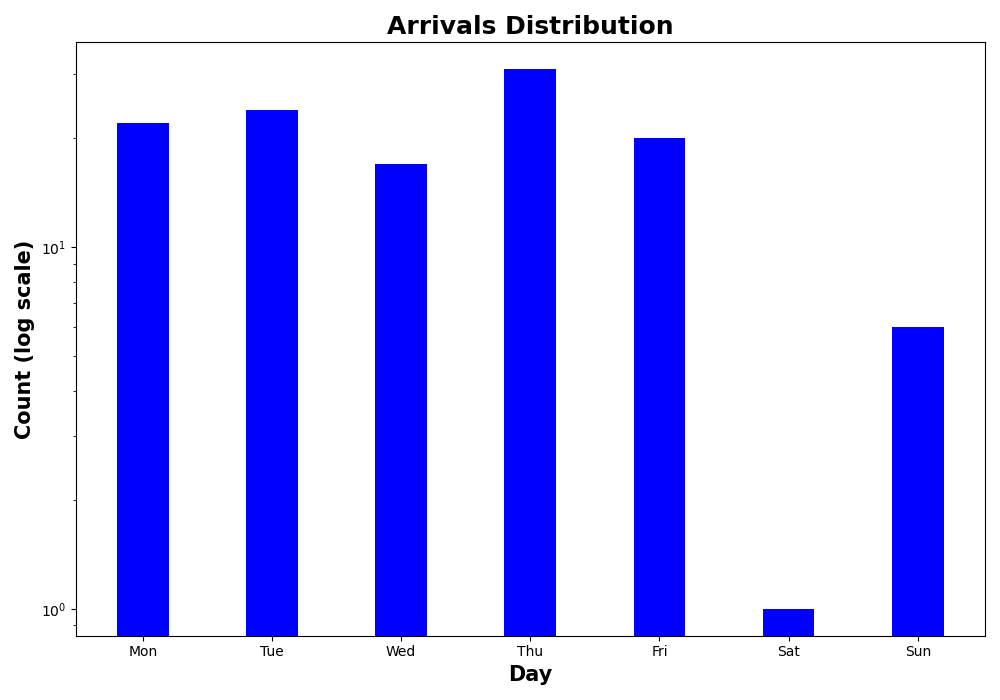 Arrivals Distribution
Count (log scale)
10¹
10⁰
Mon Tue Wed Thu Fri Sat Sun
Day